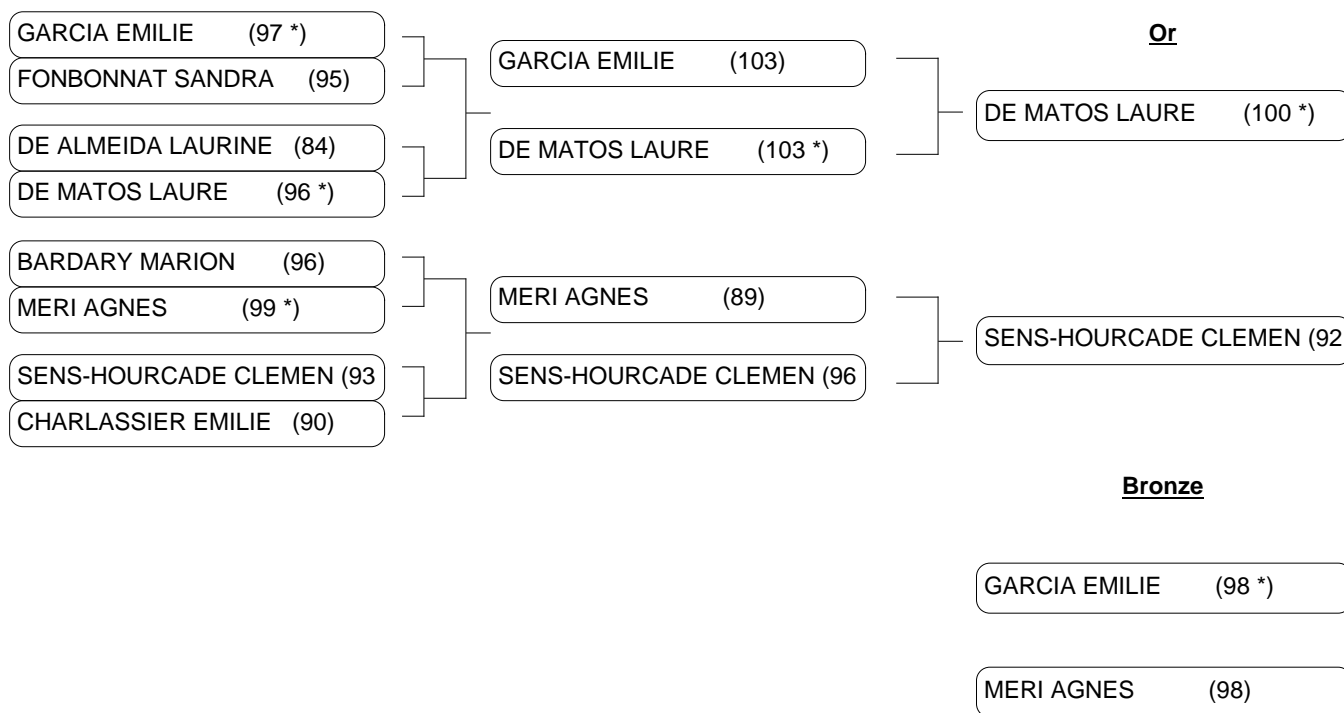 GARCIA EMILIE (97 *)
FONBONNAT SANDRA (95)
DE ALMEIDA LAURINE (84)
DE MATOS LAURE (96 *)
BARDARY MARION (96)
MERI AGNES (99 *)
SENS-HOURCADE CLEMEN (93
CHARLASSIER EMILIE (90)
GARCIA EMILIE (103)
DE MATOS LAURE (103 *)
MERI AGNES (89)
SENS-HOURCADE CLEMEN (96
Or
DE MATOS LAURE (100 *)
SENS-HOURCADE CLEMEN (92
Bronze
GARCIA EMILIE (98 *)
MERI AGNES (98)